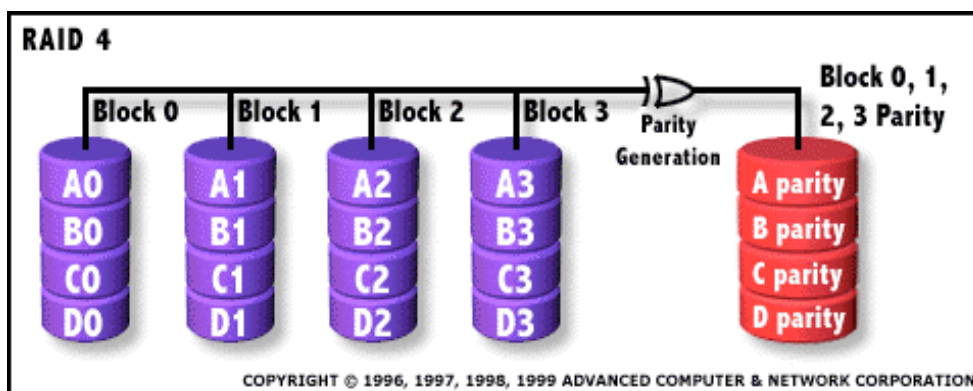 RAID 4
Block 0
Block 1
Block 2
Block 3
Parity
Generation
Block 0, 1,
2, 3 Parity
A0
A1
A2
A3
A parity
B0
B1
B2
B3
B parity
C0
C1
C2
C3
C parity
D0
D1
D2
D3
D parity
COPYRIGHT © 1996, 1997, 1998, 1999 ADVANCED COMPUTER & NETWORK CORPORATION